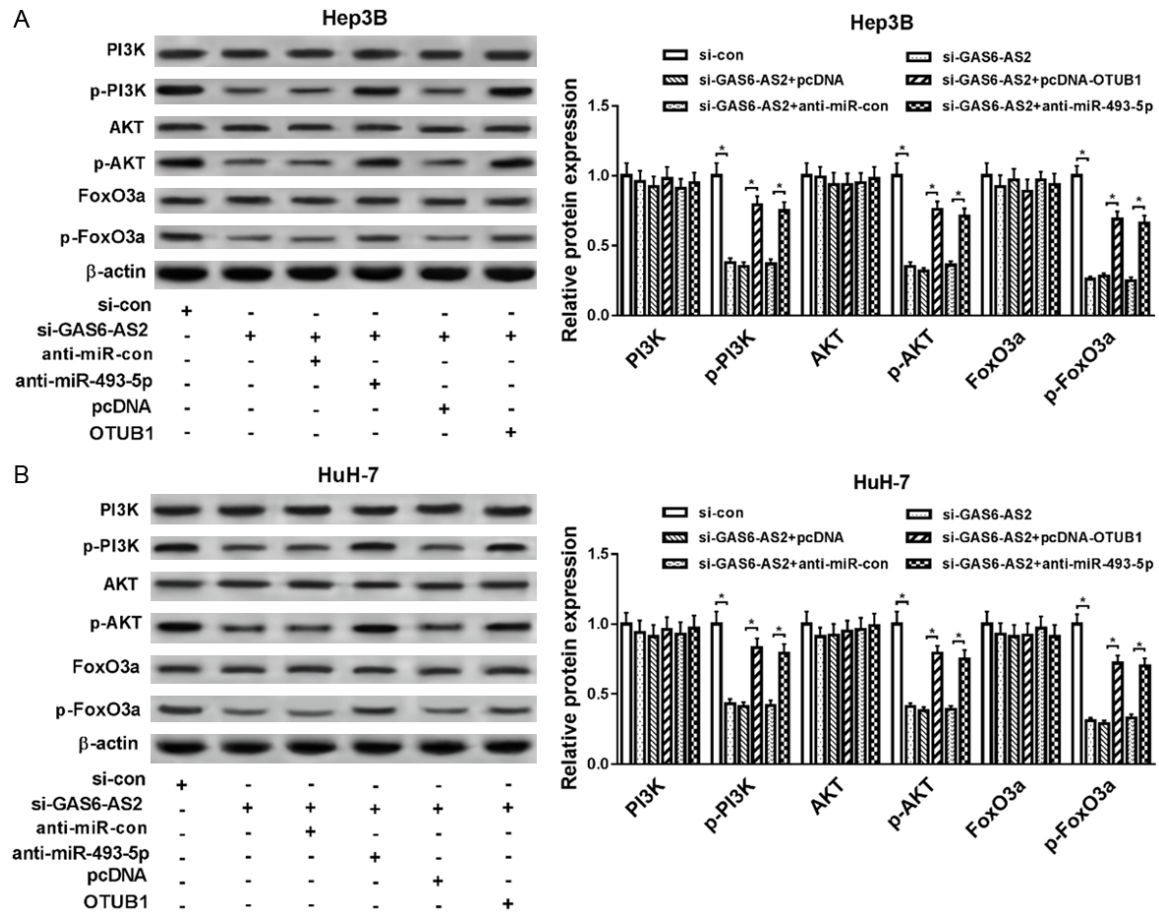 A
Hep3B
PI3K
p-PI3K
AKT
p-AKT
FoxO3a
p-FoxO3a
β-actin
si-con + - - - - -
si-GAS6-AS2 - + + + + +
anti-miR-con - - + - - -
anti-miR-493-5p - - - + - -
pcDNA - - - - + -
OTUB1 - - - - - +
Hep3B
si-con si-GAS6-AS2
si-GAS6-AS2+pcDNA si-GAS6-AS2+pcDNA-OTUB1
si-GAS6-AS2+anti-miR-con si-GAS6-AS2+anti-miR-493-5p
Relative protein expression
1.5
1.0
0.5
0.0
* * * * * * * * *
PI3K p-PI3K AKT p-AKT FoxO3a p-FoxO3a
B
HuH-7
PI3K
p-PI3K
AKT
p-AKT
FoxO3a
p-FoxO3a
β-actin
si-con + - - - - -
si-GAS6-AS2 - + + + + +
anti-miR-con - - + - - -
anti-miR-493-5p - - - + - -
pcDNA - - - - + -
OTUB1 - - - - - +
HuH-7
si-con si-GAS6-AS2
si-GAS6-AS2+pcDNA si-GAS6-AS2+pcDNA-OTUB1
si-GAS6-AS2+anti-miR-con si-GAS6-AS2+anti-miR-493-5p
Relative protein expression
1.5
1.0
0.5
0.0
* * * * * * * * *
PI3K p-PI3K AKT p-AKT FoxO3a p-FoxO3a